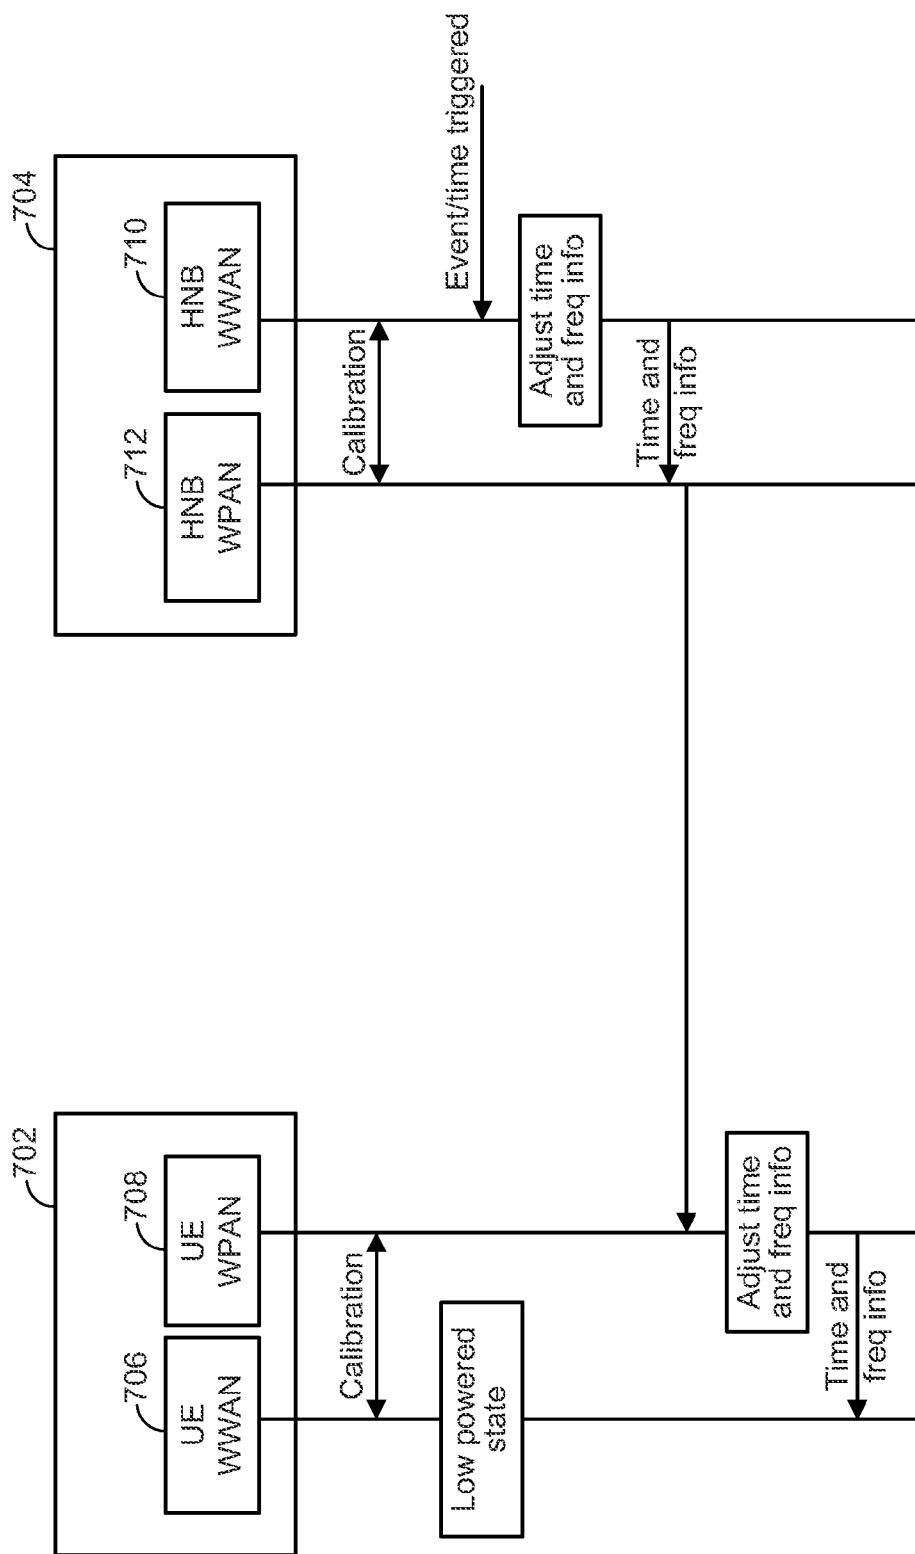 702
706
UE
WWAN
708
UE
WPAN
704
712
HNB
WPAN
710
HNB
WWAN
Calibration
Calibration
Low powered
state
Event/time triggered
Adjust time
and freq info
Time and
freq info
Adjust time
and freq info
Time and
freq info